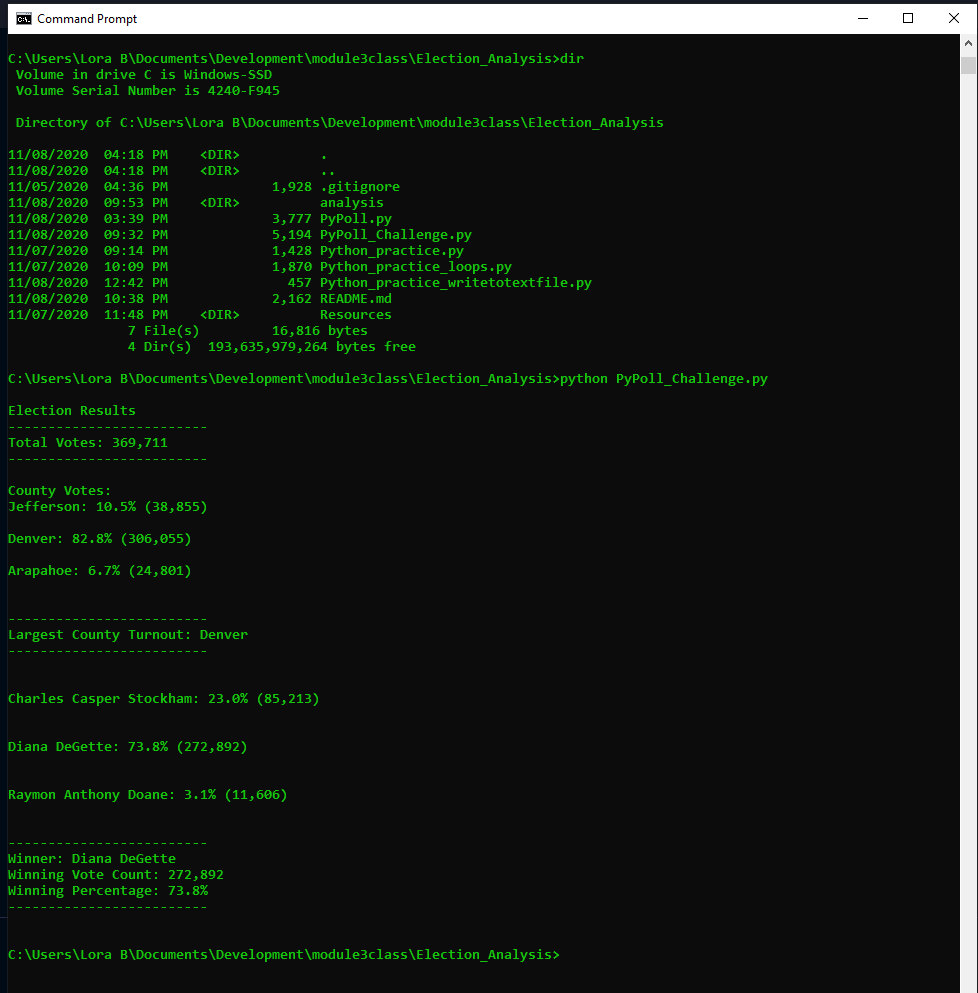 Command Prompt
C:\Users\Lora B\Documents\Development\module3class\Election_Analysis>dir
 Volume in drive C is Windows-SSD
 Volume Serial Number is 4240-F945
 Directory of C:\Users\Lora B\Documents\Development\module3class\Election_Analysis
11/08/2020  04:18 PM    <DIR>          .
11/08/2020  04:18 PM    <DIR>          ..
11/05/2020  04:36 PM             1,928 .gitignore
11/08/2020  09:53 PM    <DIR>          analysis
11/08/2020  03:39 PM             3,777 PyPoll.py
11/08/2020  09:32 PM             5,194 PyPoll_Challenge.py
11/07/2020  09:14 PM             1,428 Python_practice.py
11/07/2020  10:09 PM             1,870 Python_practice_loops.py
11/08/2020  12:42 PM               457 Python_practice_writetotextfile.py
11/08/2020  10:38 PM             2,162 README.md
11/07/2020  11:48 PM    <DIR>          Resources
               7 File(s)         16,816 bytes
               4 Dir(s)  193,635,979,264 bytes free
C:\Users\Lora B\Documents\Development\module3class\Election_Analysis>python PyPoll_Challenge.py
Election Results
-------------------------
Total Votes: 369,711
-------------------------
County Votes:
Jefferson: 10.5% (38,855)
Denver: 82.8% (306,055)
Arapahoe: 6.7% (24,801)
-------------------------
Largest County Turnout: Denver
-------------------------
Charles Casper Stockham: 23.0% (85,213)
Diana DeGette: 73.8% (272,892)
Raymon Anthony Doane: 3.1% (11,606)
-------------------------
Winner: Diana DeGette
Winning Vote Count: 272,892
Winning Percentage: 73.8%
-------------------------
C:\Users\Lora B\Documents\Development\module3class\Election_Analysis>